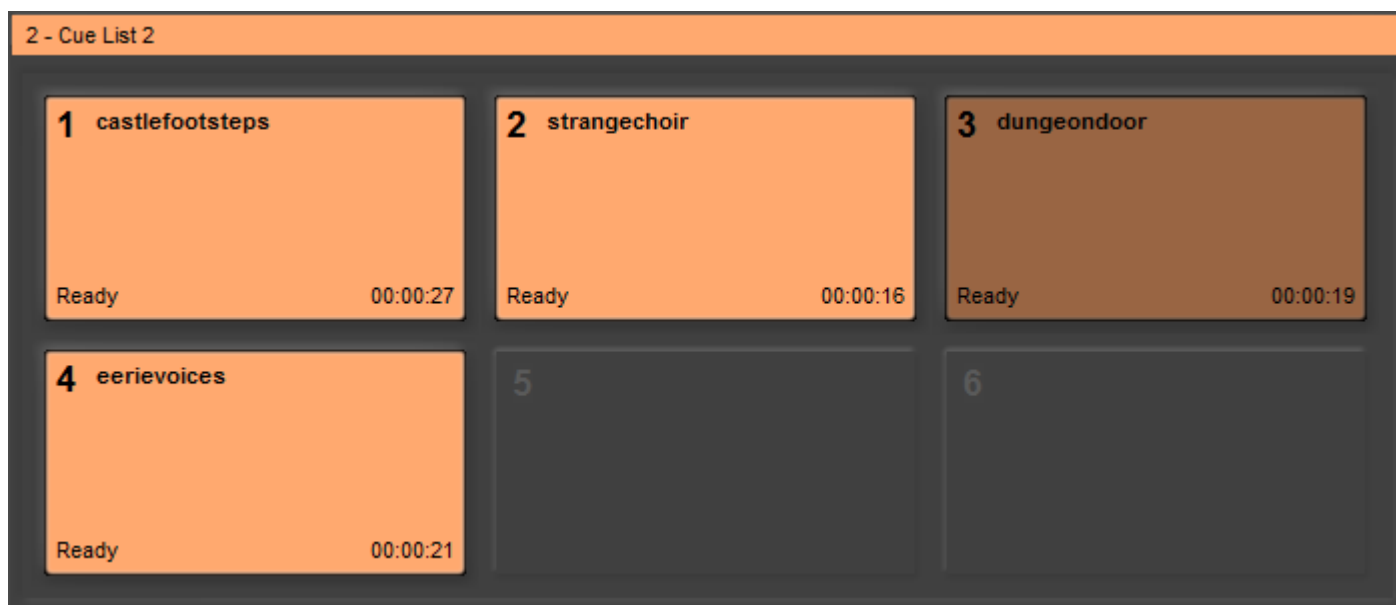 2 - Cue List 2
1 castlefootsteps
Ready 00:00:27
2 strangechoir
Ready 00:00:16
3 dungeondoor
Ready 00:00:19
4 eerievoices
Ready 00:00:21
5
6